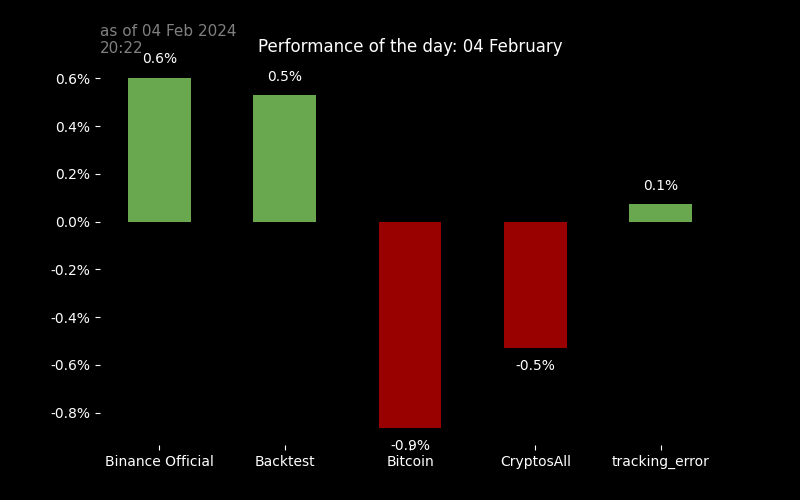 as of 04 Feb 2024
20:22
Performance of the day: 04 February
0.6%
0.5%
-0.9%
-0.5%
0.1%
0.6%
0.4%
0.2%
0.0%
-0.2%
-0.4%
-0.6%
-0.8%
Binance Official
Backtest
Bitcoin
CryptosAll
tracking_error